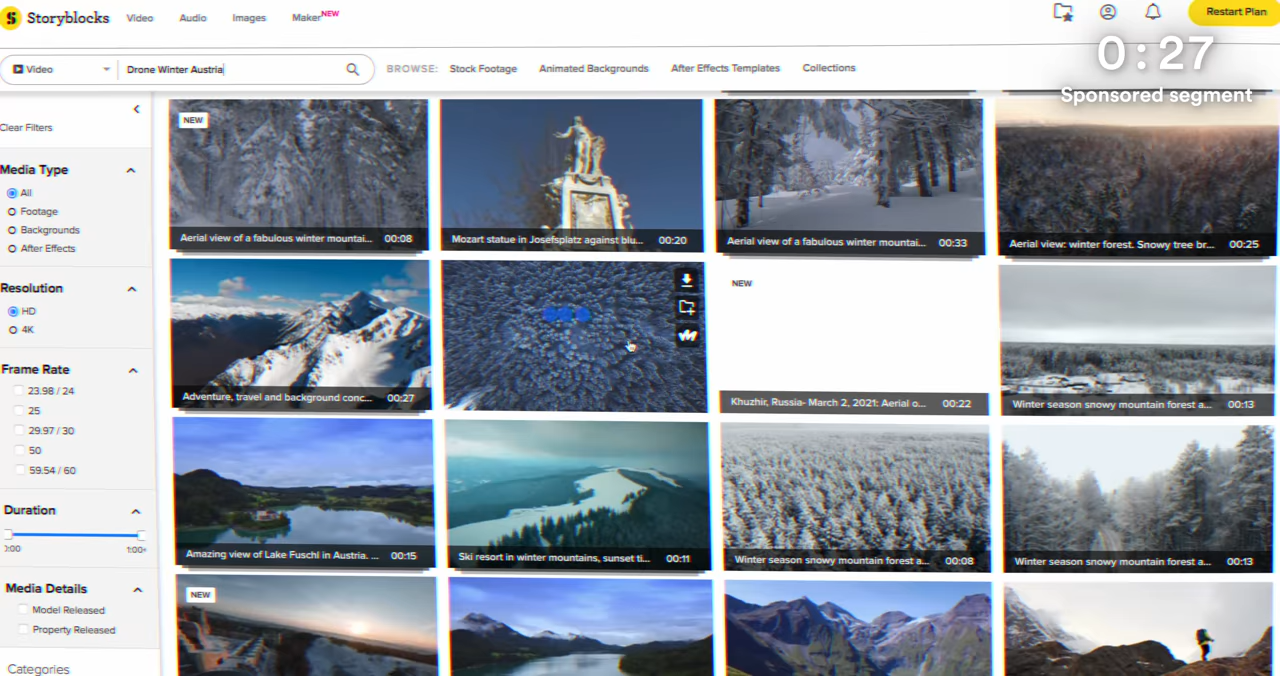 Storyblocks
Video
Audio
Images
Maker NEW
Restart Plan
0:27
Sponsored segment
Video
Drone Winter Austria
BROWSE:
Stock Footage
Animated Backgrounds
After Effects Templates
Collections
Clear Filters
Media Type
All
Footage
Backgrounds
After Effects
Resolution
HD
4K
Frame Rate
23.98 / 24
25
29.97 / 30
50
59.54 / 60
Duration
0:00
1:00+
Media Details
Model Released
Property Released
Categories
NEW
Aerial view of a fabulous winter mountai... 00:08
Mozart statue in Josefsplatz against blu... 00:20
Aerial view of a fabulous winter mountai... 00:33
Aerial view: winter forest. Snowy tree br... 00:25
Adventure, travel and background conc... 00:27
NEW
Khuzhir, Russia- March 2, 2021: Aerial o... 00:22
Winter season snowy mountain forest a... 00:13
Amazing view of Lake Fuschl in Austria. ... 00:15
Ski resort in winter mountains, sunset ti... 00:11
Winter season snowy mountain forest a... 00:08
Winter season snowy mountain forest a... 00:13
NEW